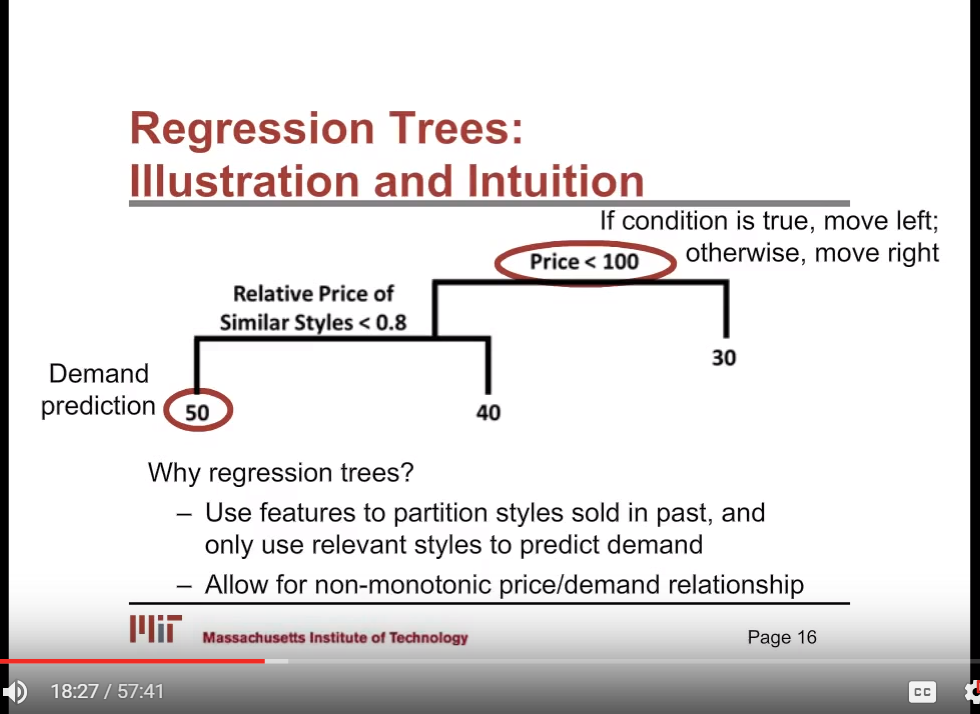 Regression Trees:
Illustration and Intuition
If condition is true, move left;
otherwise, move right
Price < 100
Relative Price of
Similar Styles < 0.8
30
Demand
prediction
50
40
Why regression trees?
– Use features to partition styles sold in past, and
only use relevant styles to predict demand
– Allow for non-monotonic price/demand relationship
MIT Massachusetts Institute of Technology
Page 16
18:27 / 57:41
CC